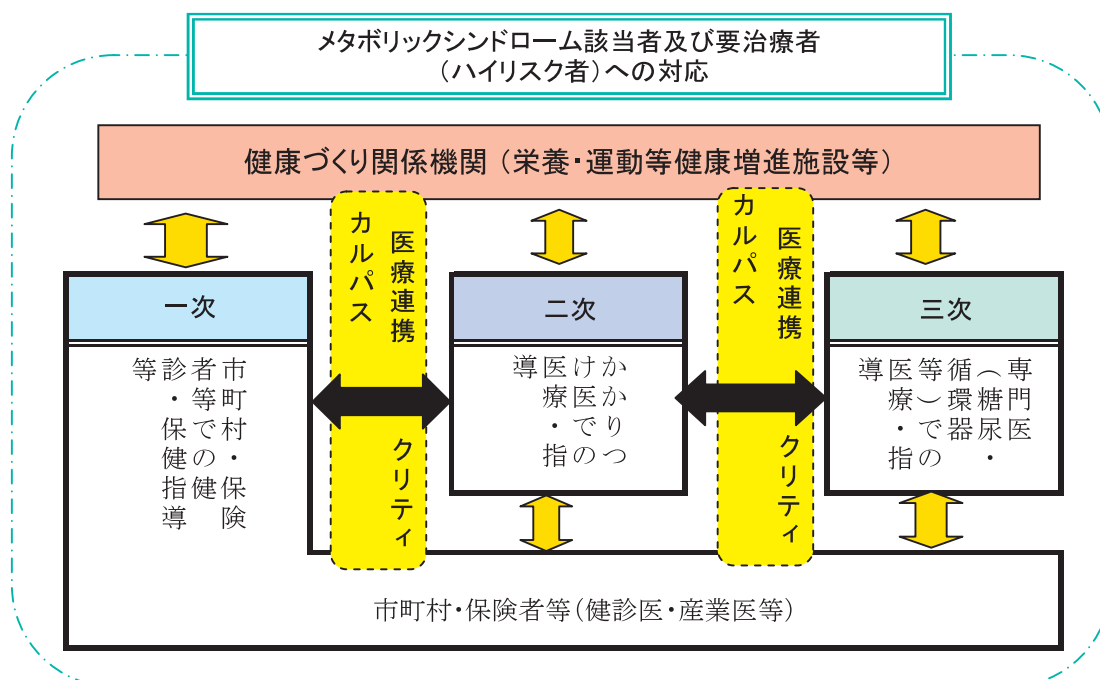 メタボリックシンドローム該当者及び要治療者
（ハイリスク者）への対応
健康づくり関係機関（栄養・運動等健康増進施設等）
一次
市町村・保険
者等での健
診・保健指導
等
医療連携クリティ
カルパス
二次
かかりつ
け医での
医療・指
導
医療連携クリティ
カルパス
三次
専門医
（糖尿・
循環器
等）での
医療・指
導
市町村・保険者等（健診医・産業医等）